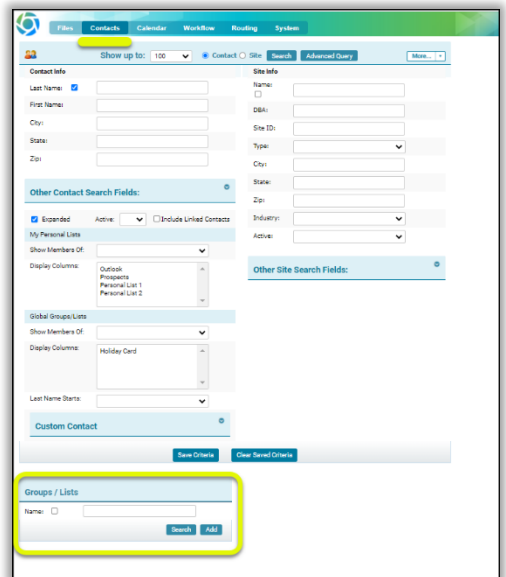 Files Contacts Calendar Workflow Routing System
Show up to: 100 Contact Site Search Advanced Query More...
Contact Info
Last Name:
First Name:
City:
State:
Zip:
Other Contact Search Fields:
Expanded Active: Include Linked Contacts
My Personal Lists
Show Members Of:
Display Columns:
Outlook
Prospects
Personal List 1
Personal List 2
Global Groups/Lists
Show Members Of:
Display Columns:
Holiday Card
Last Name Starts:
Custom Contact
Site Info
Name:
DBA:
Site ID:
Type:
City:
State:
Zip:
Industry:
Active:
Other Site Search Fields:
Save Criteria Clear Saved Criteria
Groups / Lists
Name:
Search Add